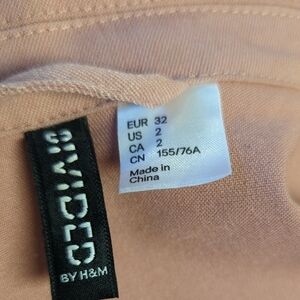 EUR 32
US 2
CA 2
CN 155/76A
Made in
China
DIVIDED
BY H&M